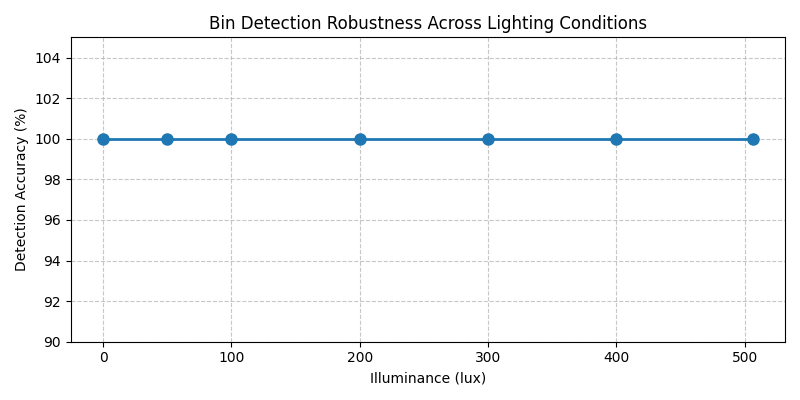 Bin Detection Robustness Across Lighting Conditions
Detection Accuracy (%)
104
102
100
98
96
94
92
90
0 100 200 300 400 500
Illuminance (lux)